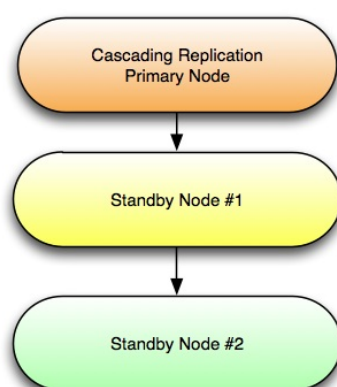 Cascading Replication
Primary Node
Standby Node #1
Standby Node #2